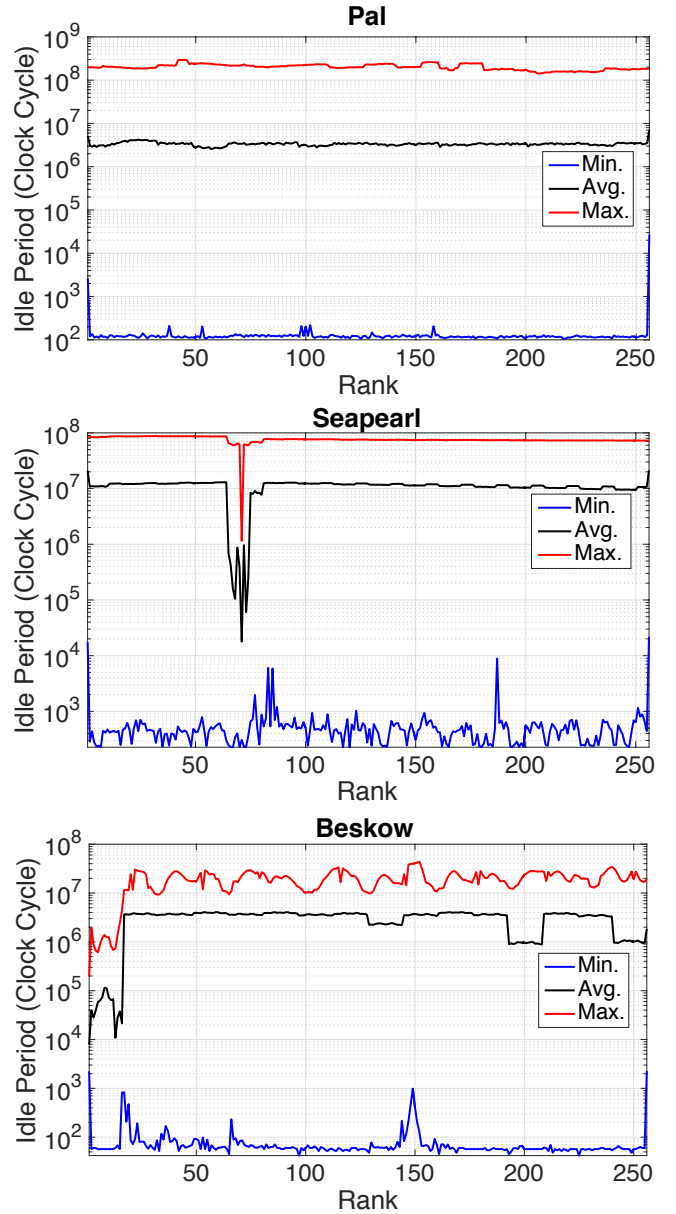 Pal
Idle Period (Clock Cycle)
10^9
10^8
10^7
10^6
10^5
10^4
10^3
10^2
Min.
Avg.
Max.
50 100 150 200 250
Rank
Seapearl
Idle Period (Clock Cycle)
10^8
10^7
10^6
10^5
10^4
10^3
Min.
Avg.
Max.
50 100 150 200 250
Rank
Beskow
Idle Period (Clock Cycle)
10^8
10^7
10^6
10^5
10^4
10^3
10^2
Min.
Avg.
Max.
50 100 150 200 250
Rank